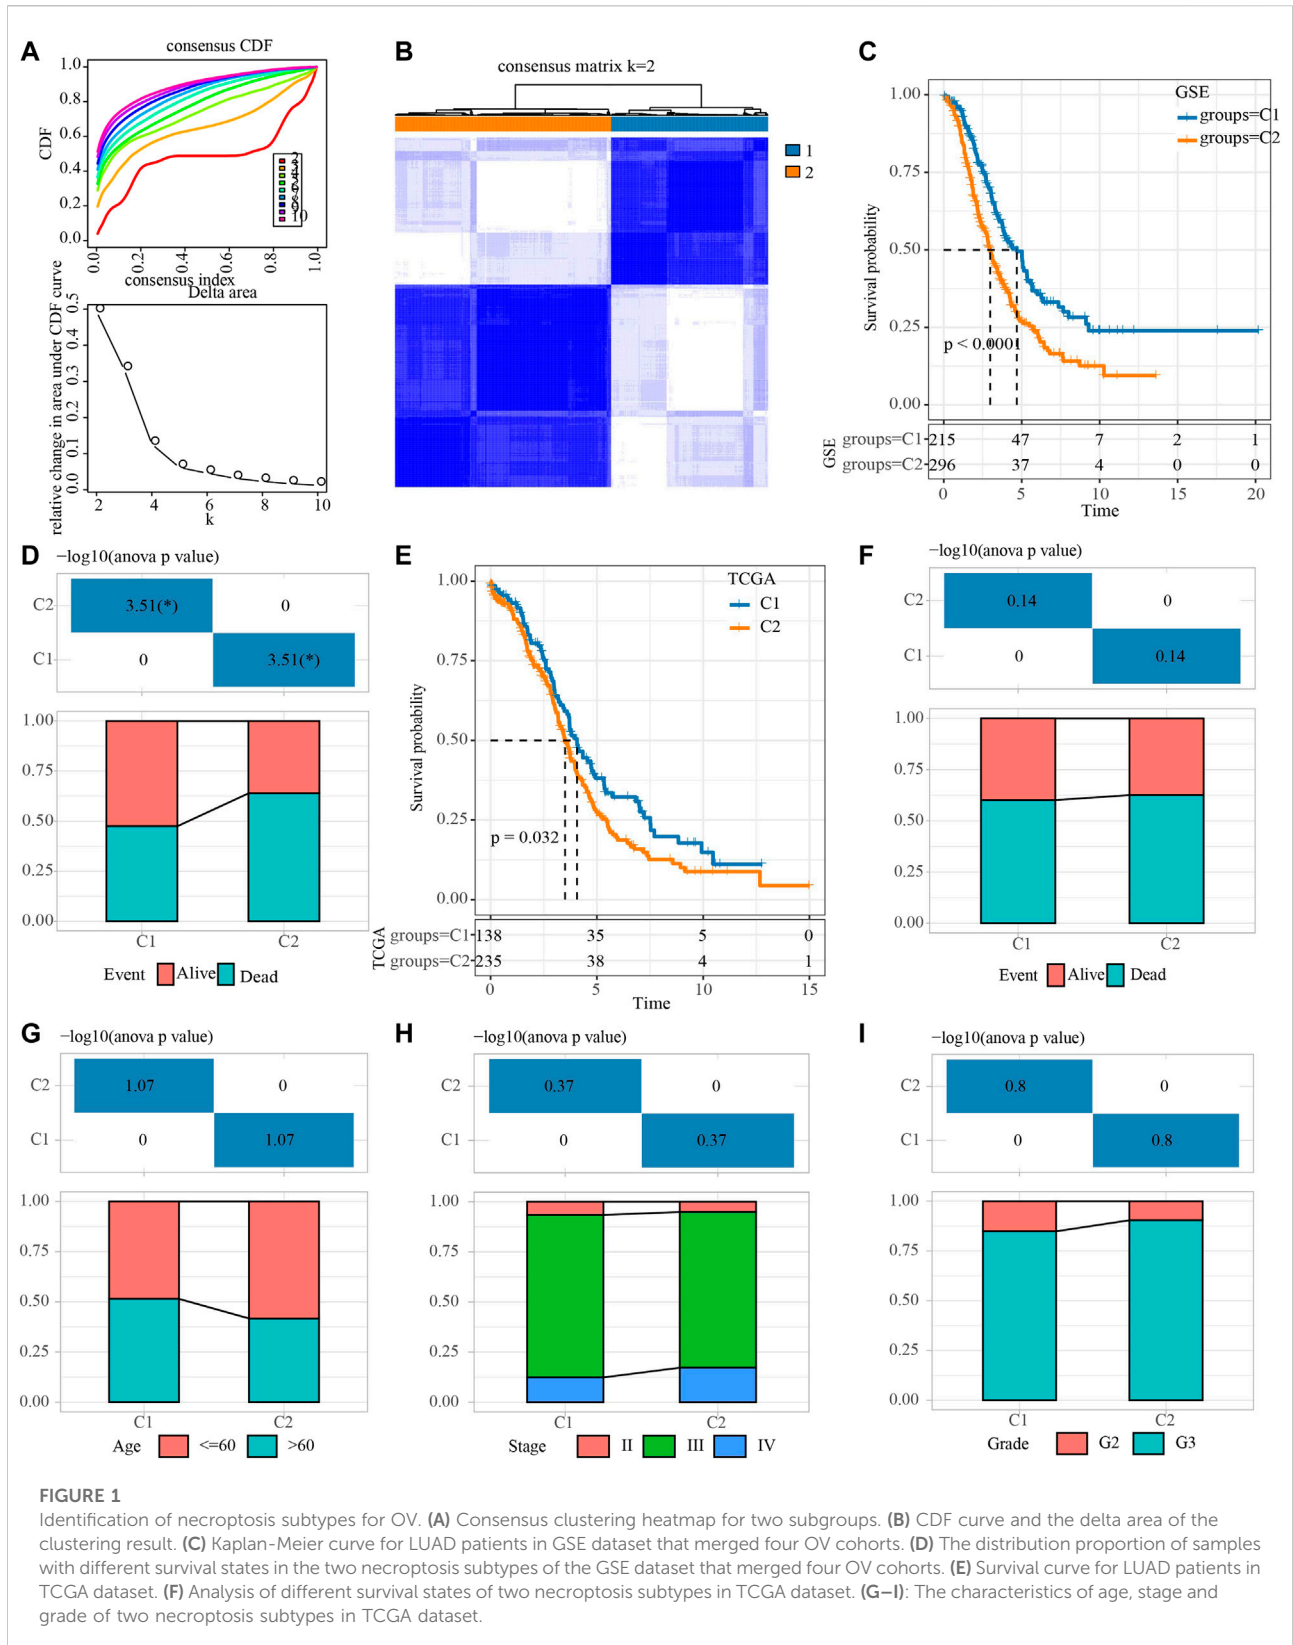 A
consensus CDF
CDF
1.0
0.8
0.6
0.4
0.2
0.0
10
0.0
0.2
0.4
0.6
0.8
1.0
consensus index
Delta area
relative change in area under CDF curve
0.5
0.4
0.3
0.2
0.1
0.0
2
4
6
8
10
k
B
consensus matrix k=2
1
2
C
GSE
groups=C1
groups=C2
Survival probability
1.00
0.75
0.50
0.25
0.00
p < 0.0001
GSE
groups=C1 215 47 7 2 1
groups=C2 296 37 4 0 0
0 5 10 15 20
Time
D
−log10(anova p value)
C2 3.51(*) 0
C1 0 3.51(*)
1.00
0.75
0.50
0.25
0.00
C1 C2
Event Alive Dead
E
TCGA
C1
C2
Survival probability
1.00
0.75
0.50
0.25
0.00
p = 0.032
TCGA
groups=C1 138 35 5 0
groups=C2 235 38 4 1
0 5 10 15
Time
F
−log10(anova p value)
C2 0.14 0
C1 0 0.14
1.00
0.75
0.50
0.25
0.00
C1 C2
Event Alive Dead
G
−log10(anova p value)
C2 1.07 0
C1 0 1.07
1.00
0.75
0.50
0.25
0.00
C1 C2
Age <=60 >60
H
−log10(anova p value)
C2 0.37 0
C1 0 0.37
1.00
0.75
0.50
0.25
0.00
C1 C2
Stage II III IV
I
−log10(anova p value)
C2 0.8 0
C1 0 0.8
1.00
0.75
0.50
0.25
0.00
C1 C2
Grade G2 G3
FIGURE 1
Identification of necroptosis subtypes for OV. (A) Consensus clustering heatmap for two subgroups. (B) CDF curve and the delta area of the
clustering result. (C) Kaplan-Meier curve for LUAD patients in GSE dataset that merged four OV cohorts. (D) The distribution proportion of samples
with different survival states in the two necroptosis subtypes of the GSE dataset that merged four OV cohorts. (E) Survival curve for LUAD patients in
TCGA dataset. (F) Analysis of different survival states of two necroptosis subtypes in TCGA dataset. (G–I): The characteristics of age, stage and
grade of two necroptosis subtypes in TCGA dataset.